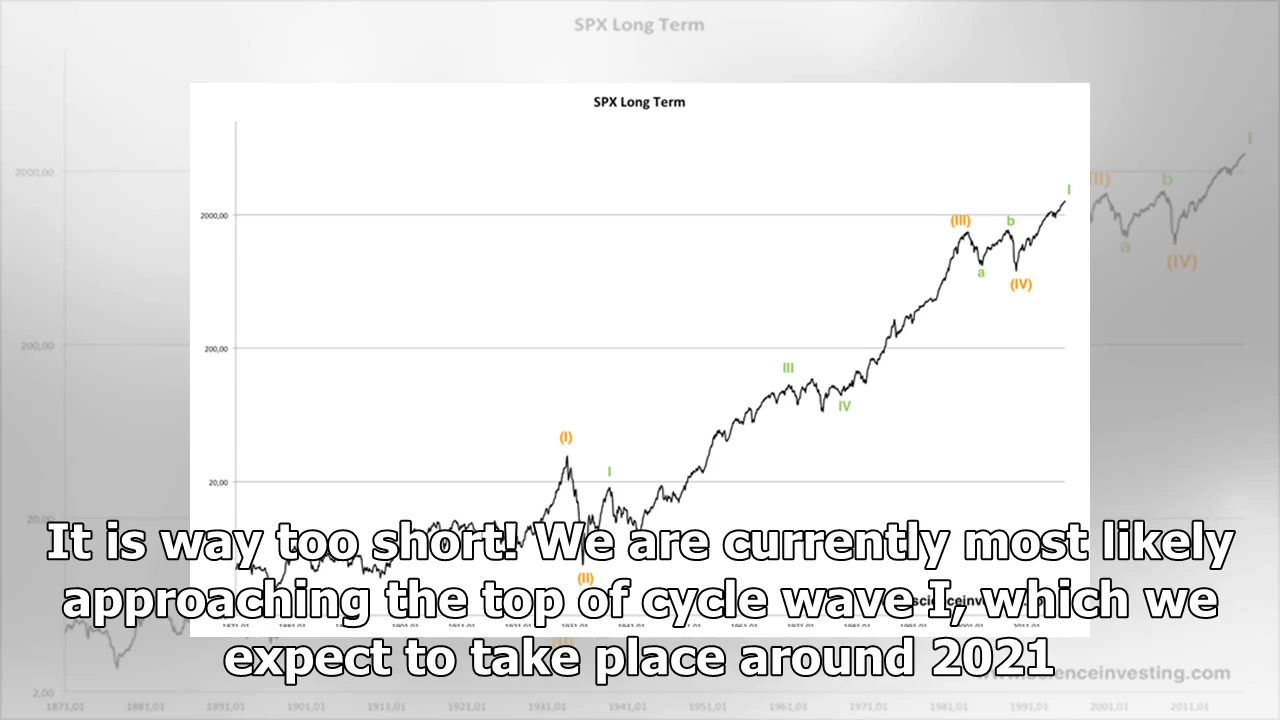 SPX Long Term
SPX Long Term
I
2000,00
2000,00
I
(III)
b
(III)
b
a
a
(IV)
(IV)
200,00
200,00
III
IV
(I)
I
20,00
20,00
It is way too short! We are currently most likely
(II)
approaching the top of cycle wave I, which we
expect to take place around 2021
www.scienceinvesting.com
2,00
1871,01 1881,01 1891,01 1901,01 1911,01 1921,01 1931,01 1941,01 1951,01 1961,01 1971,01 1981,01 1991,01 2001,01 2011,01